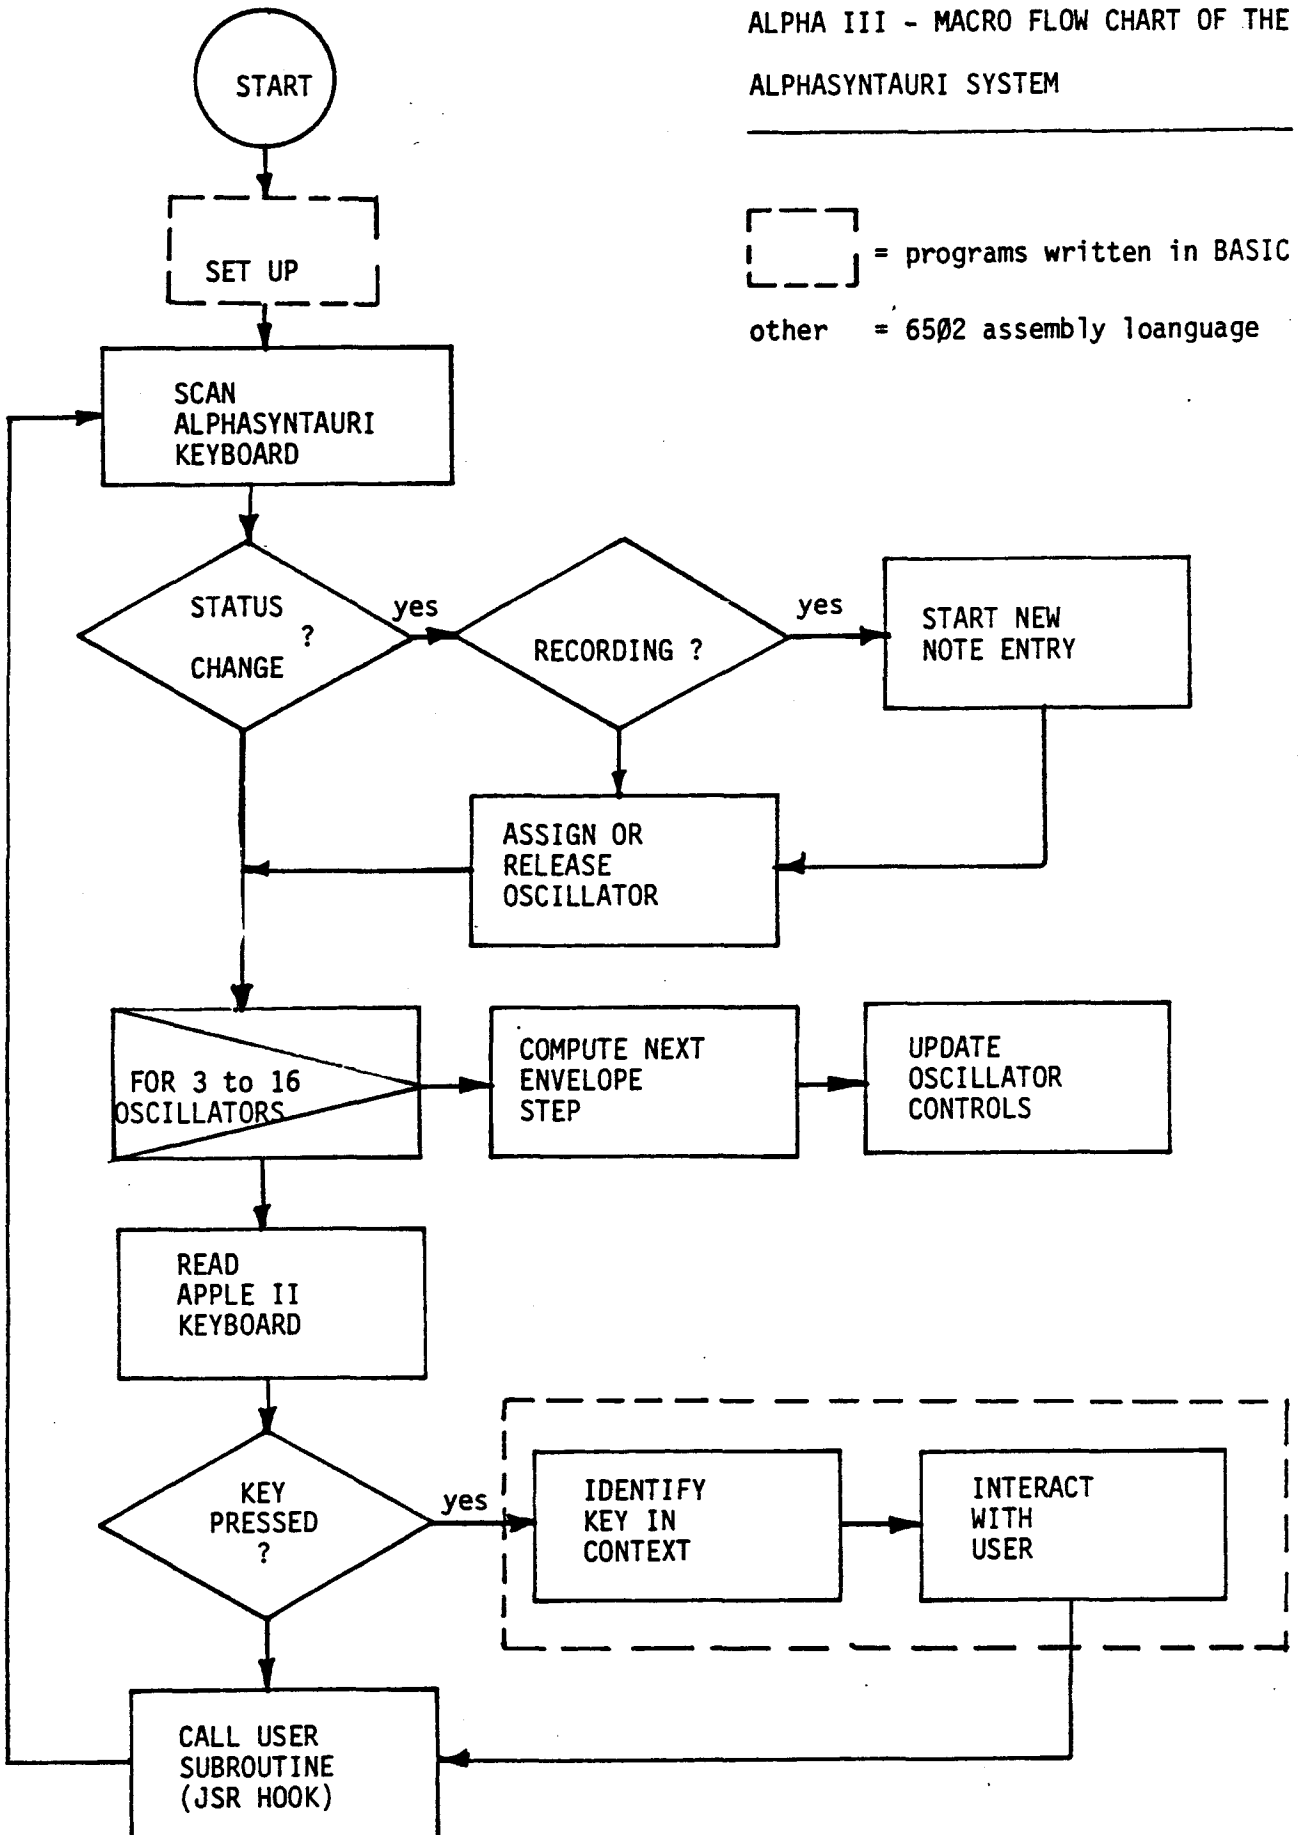 ALPHA III - MACRO FLOW CHART OF THE
ALPHASYNTAURI SYSTEM
= programs written in BASIC
other = 65Ø2 assembly loanguage
START
SET UP
SCAN
ALPHASYNTAURI
KEYBOARD
STATUS
?
CHANGE
yes
RECORDING ?
yes
START NEW
NOTE ENTRY
ASSIGN OR
RELEASE
OSCILLATOR
FOR 3 to 16
OSCILLATORS
COMPUTE NEXT
ENVELOPE
STEP
UPDATE
OSCILLATOR
CONTROLS
READ
APPLE II
KEYBOARD
KEY
PRESSED
?
yes
IDENTIFY
KEY IN
CONTEXT
INTERACT
WITH
USER
CALL USER
SUBROUTINE
(JSR HOOK)